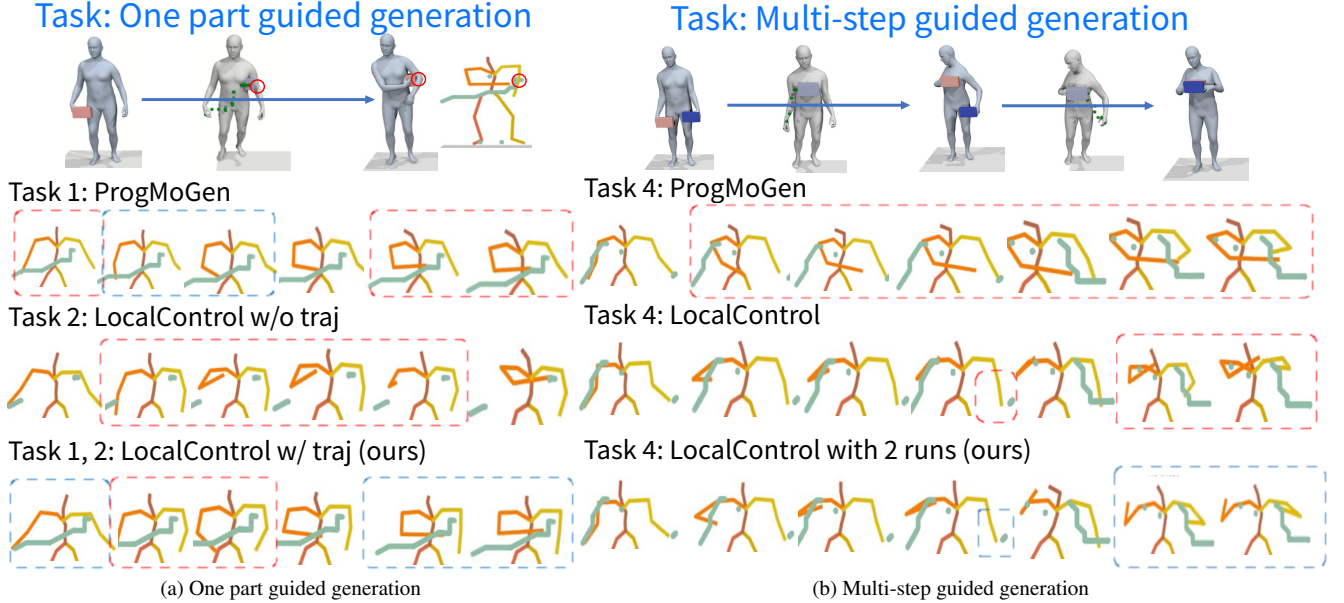 Task: One part guided generation
Task 1: ProgMoGen
Task 2: LocalControl w/o traj
Task 1, 2: LocalControl w/ traj (ours)
(a) One part guided generation
Task: Multi-step guided generation
Task 4: ProgMoGen
Task 4: LocalControl
Task 4: LocalControl with 2 runs (ours)
(b) Multi-step guided generation